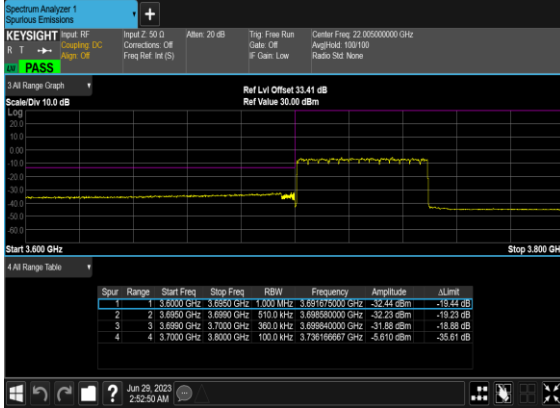 Spectrum Analyzer 1
Spurious Emissions
+
KEYSIGHT Input: RF Input Z: 50 Ω Atten: 20 dB Trig: Free Run Center Freq: 22.005000000 GHz
R T Coupling: DC Corrections: Off Gate: Off Avg|Hold: 100/100
Align: Off Freq Ref: Int (S) IF Gain: Low Radio Std: None
PASS
3 All Range Graph
Ref Lvl Offset 33.41 dB
Scale/Div 10.0 dB Ref Value 30.00 dBm
Log
20.0
10.0
0.00
-10.0
-20.0
-30.0
-40.0
-50.0
-60.0
Start 3.600 GHz Stop 3.800 GH
4 All Range Table
Spur Range Start Freq Stop Freq RBW Frequency Amplitude ΔLimit
1 1 3.6000 GHz 3.6950 GHz 1.000 MHz 3.691675000 GHz -32.44 dBm -19.44 dB
2 2 3.6950 GHz 3.6990 GHz 510.0 kHz 3.698580000 GHz -32.23 dBm -19.23 dB
3 3 3.6990 GHz 3.7000 GHz 360.0 kHz 3.699840000 GHz -31.88 dBm -18.88 dB
4 4 3.7000 GHz 3.8000 GHz 100.0 kHz 3.736166667 GHz -5.610 dBm -35.61 dB
? Jun 29, 2023
2:52:50 AM